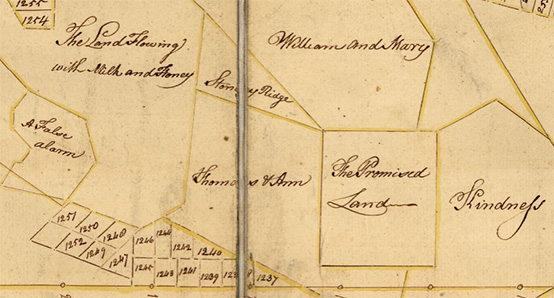 1255
1254
The Land Flowing
with Milk and Honey
William and Mary
Stoney Ridge
A False
alarm
Thomas & Ann
The Promised
Land
Kindness
1251
1250
1248
1252
1249
1247
1246
1244
1242
1240
1245
1243
1241
1239
1237